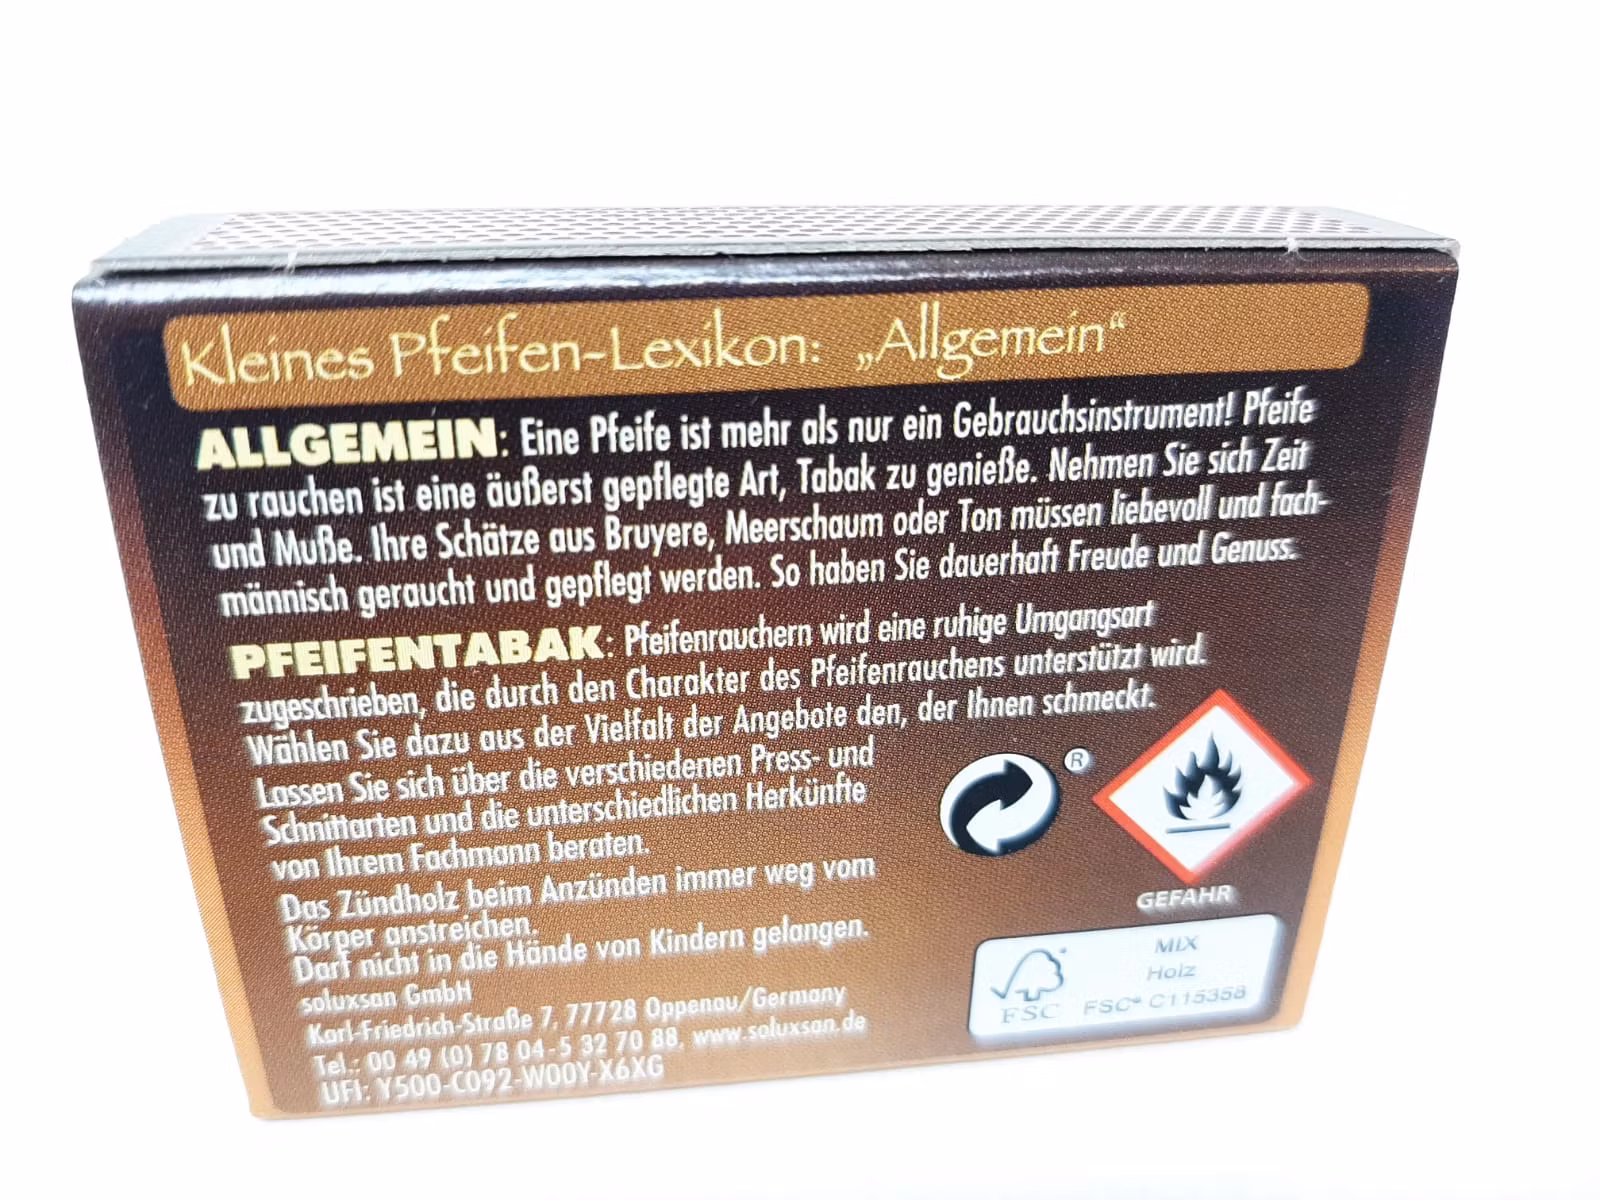 Kleines Pfeifen-Lexikon: „Allgemein“
ALLGEMEIN: Eine Pfeife ist mehr als nur ein Gebrauchsinstrument! Pfeife
zu rauchen ist eine äußerst gepflegte Art, Tabak zu genieße. Nehmen Sie sich Zeit
und Muße. Ihre Schätze aus Bruyere, Meerschaum oder Ton müssen liebevoll und fach-
männisch geraucht und gepflegt werden. So haben Sie dauerhaft Freude und Genuss.
PFEIFENTABAK: Pfeifenrauchern wird eine ruhige Umgangsart
zugeschrieben, die durch den Charakter des Pfeifenrauchens unterstützt wird.
Wählen Sie dazu aus der Vielfalt der Angebote den, der Ihnen schmeckt.
Lassen Sie sich über die verschiedenen Press- und
Schnittarten und die unterschiedlichen Herkünfte
von Ihrem Fachmann beraten.
Das Zündholz beim Anzünden immer weg vom
Körper anstreichen.
Darf nicht in die Hände von Kindern gelangen.
soluxsan GmbH
Karl-Friedrich-Straße 7, 77728 Oppenau/Germany
Tel.: 00 49 (0) 78 04-5 32 70 88, www.soluxsan.de
UFI: Y500-C092-W00Y-X6XG
®
GEFAHR
FSC
MIX
Holz
FSC® C115358